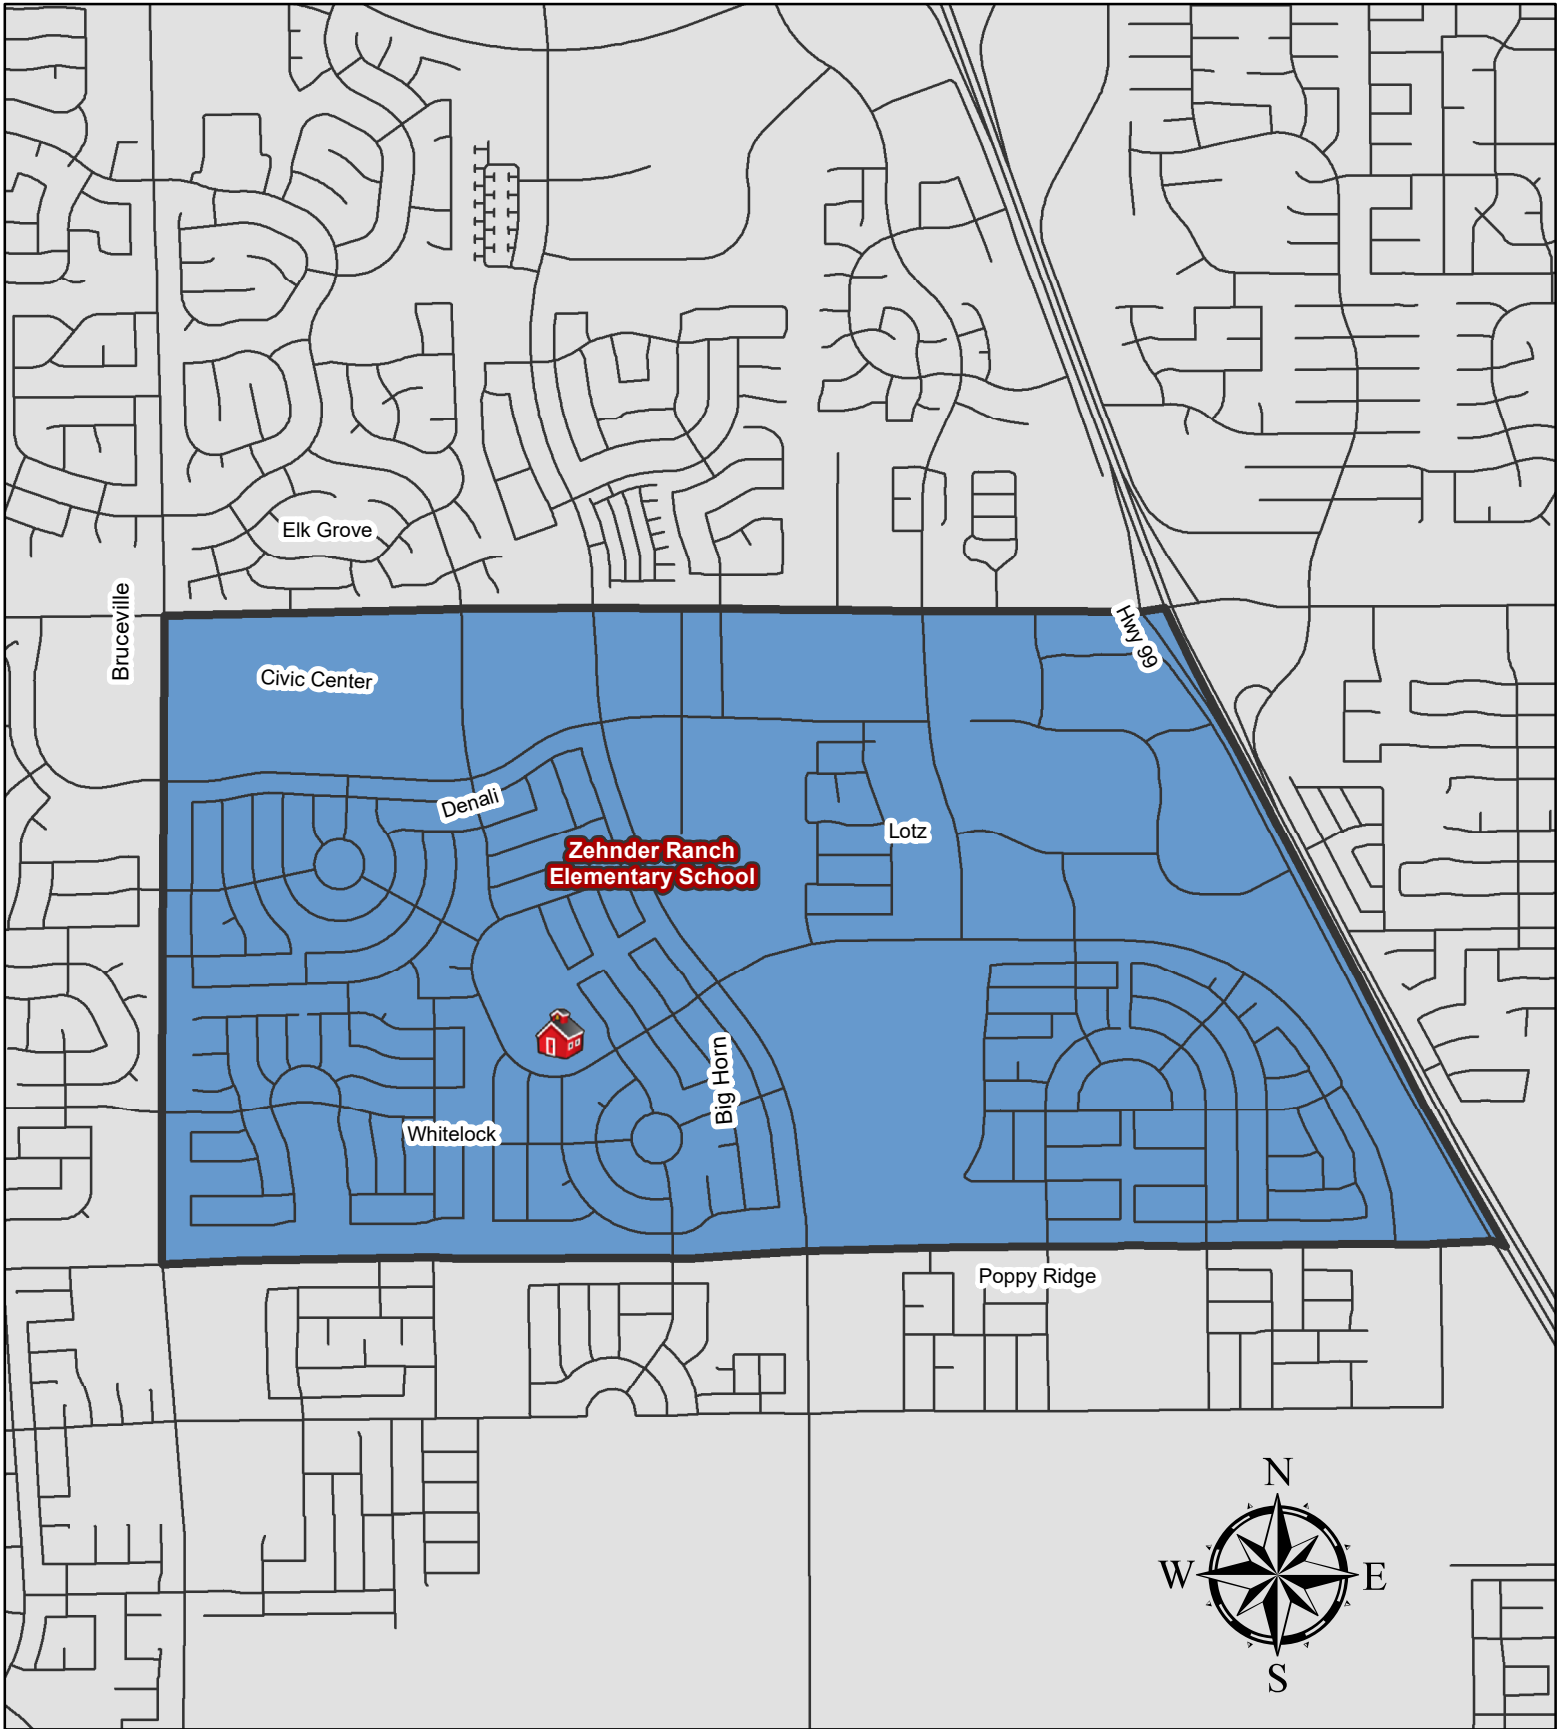 Elk Grove
Bruceville
Hwy 99
Civic Center
Denali
Lotz
Zehnder Ranch
Elementary School
Big Horn
Whitelock
Poppy Ridge
N
W
E
S